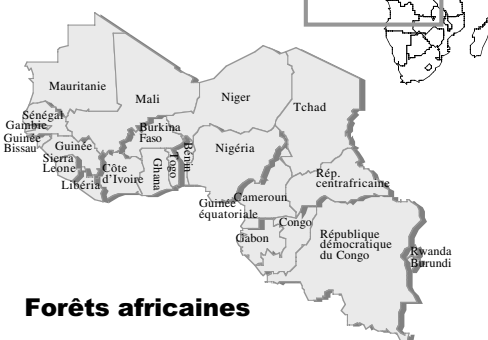 Mauritanie
Mali
Niger
Tchad
Sénégal
Gambie
Guinée
Bissau
Guinée
Sierra
Leone
Libéria
Côte
d'Ivoire
Burkina
Faso
Ghana
Togo
Bénin
Nigéria
Cameroun
Guinée
équatoriale
Gabon
Congo
Rép.
centrafricaine
République
démocratique
du Congo
Rwanda
Burundi
Forêts africaines